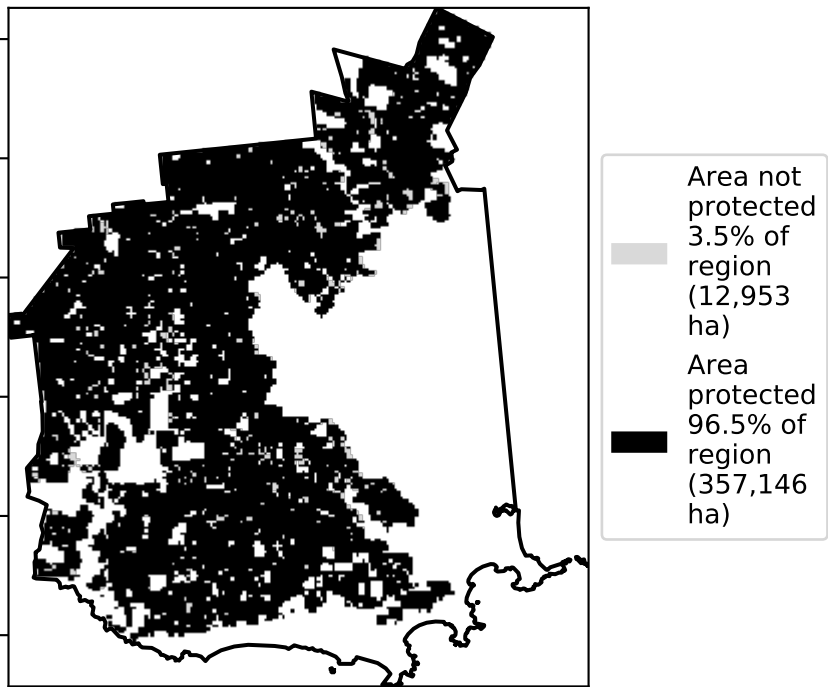 Area not
protected
3.5% of
region
(12,953
ha)
Area
protected
96.5% of
region
(357,146
ha)